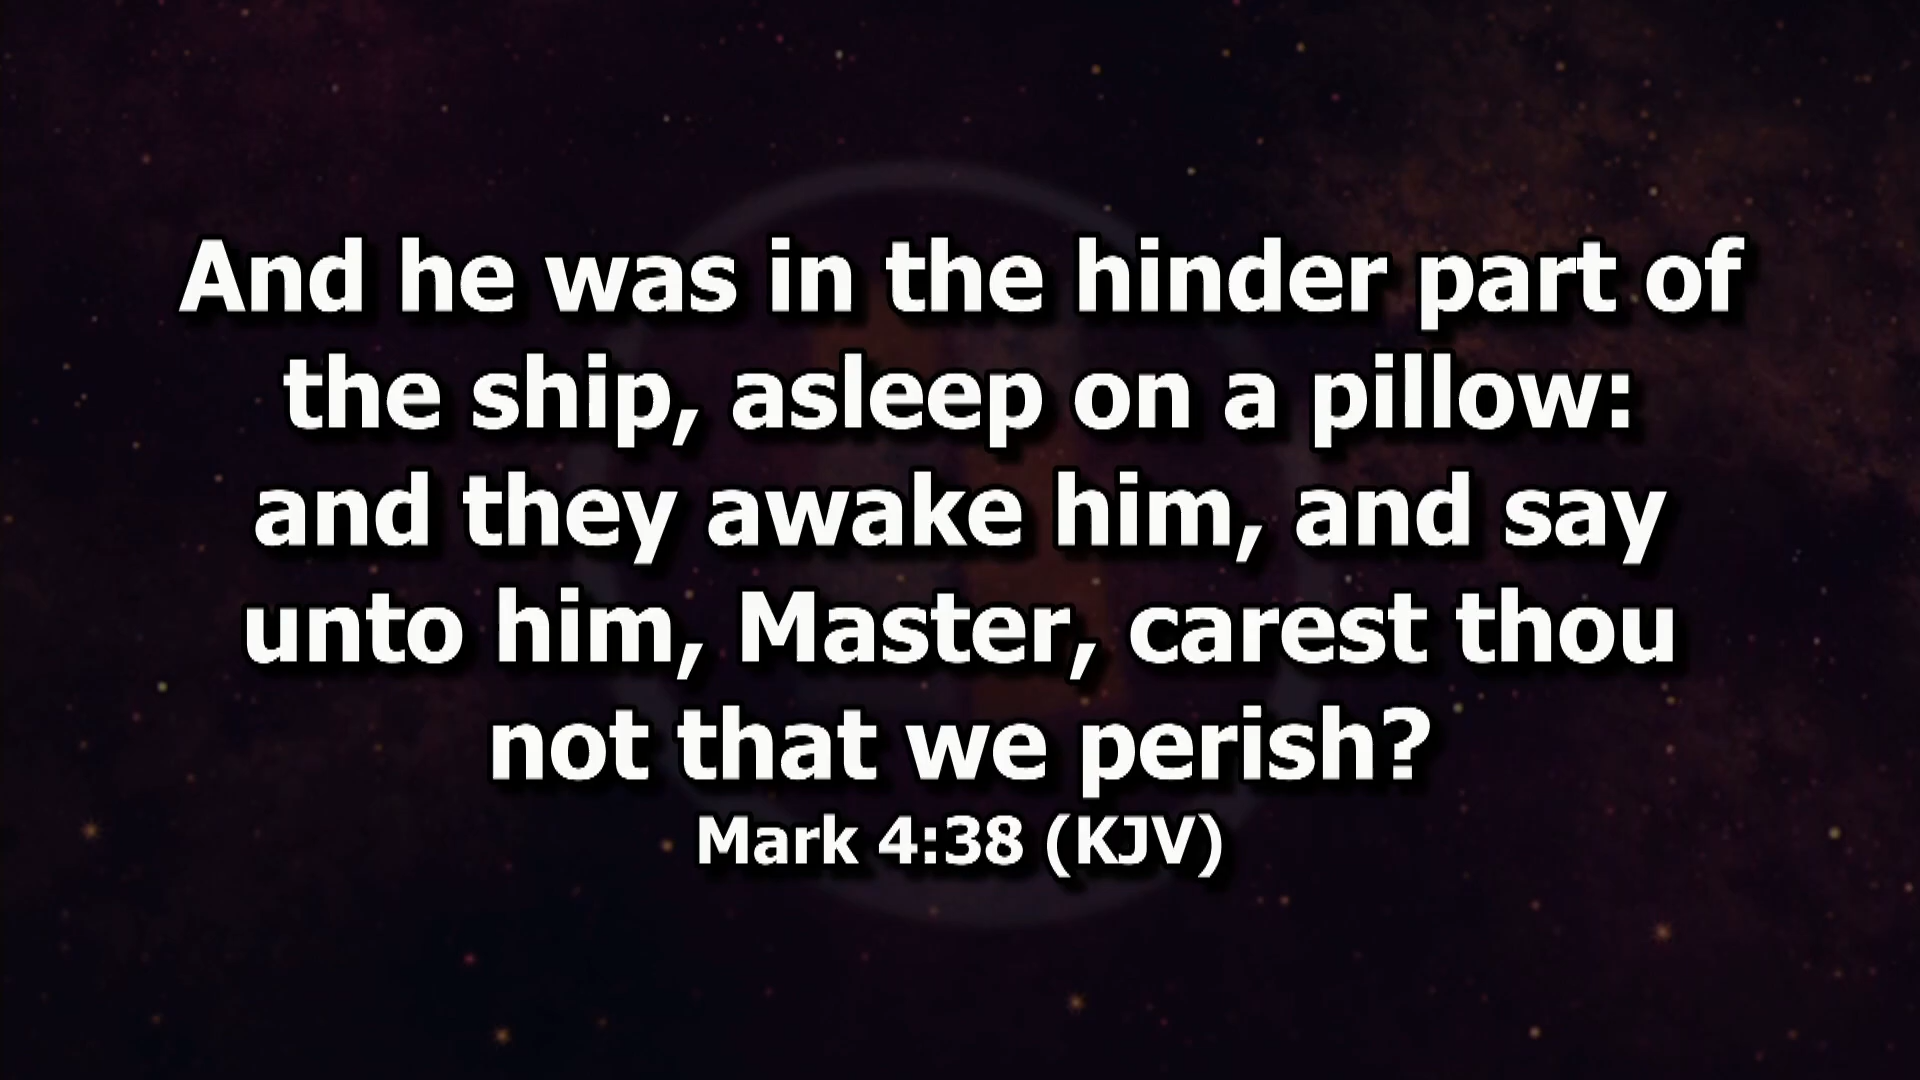 And he was in the hinder part of
the ship, asleep on a pillow:
and they awake him, and say
unto him, Master, carest thou
not that we perish?
Mark 4:38 (KJV)